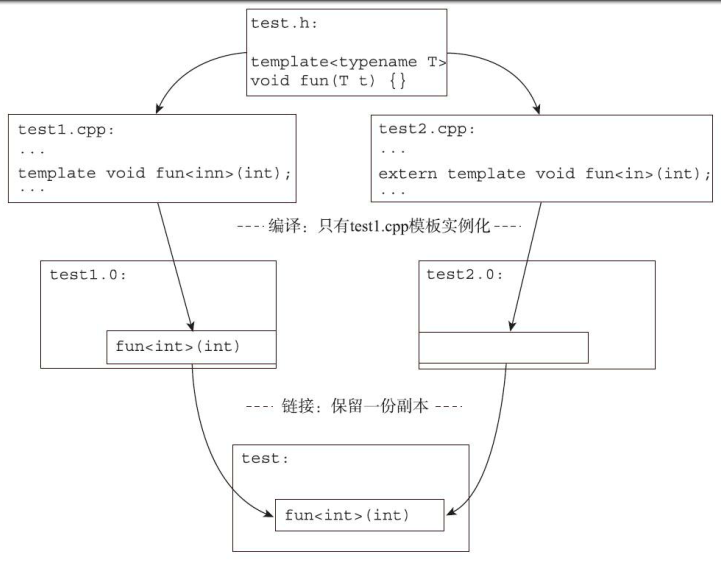 test.h:
template<typename T>
void fun(T t) {}
test1.cpp:
...
template void fun<inn>(int);
...
test2.cpp:
...
extern template void fun<in>(int);
...
编译：只有test1.cpp模板实例化
test1.0:
fun<int>(int)
test2.0:
链接：保留一份副本
test:
fun<int>(int)